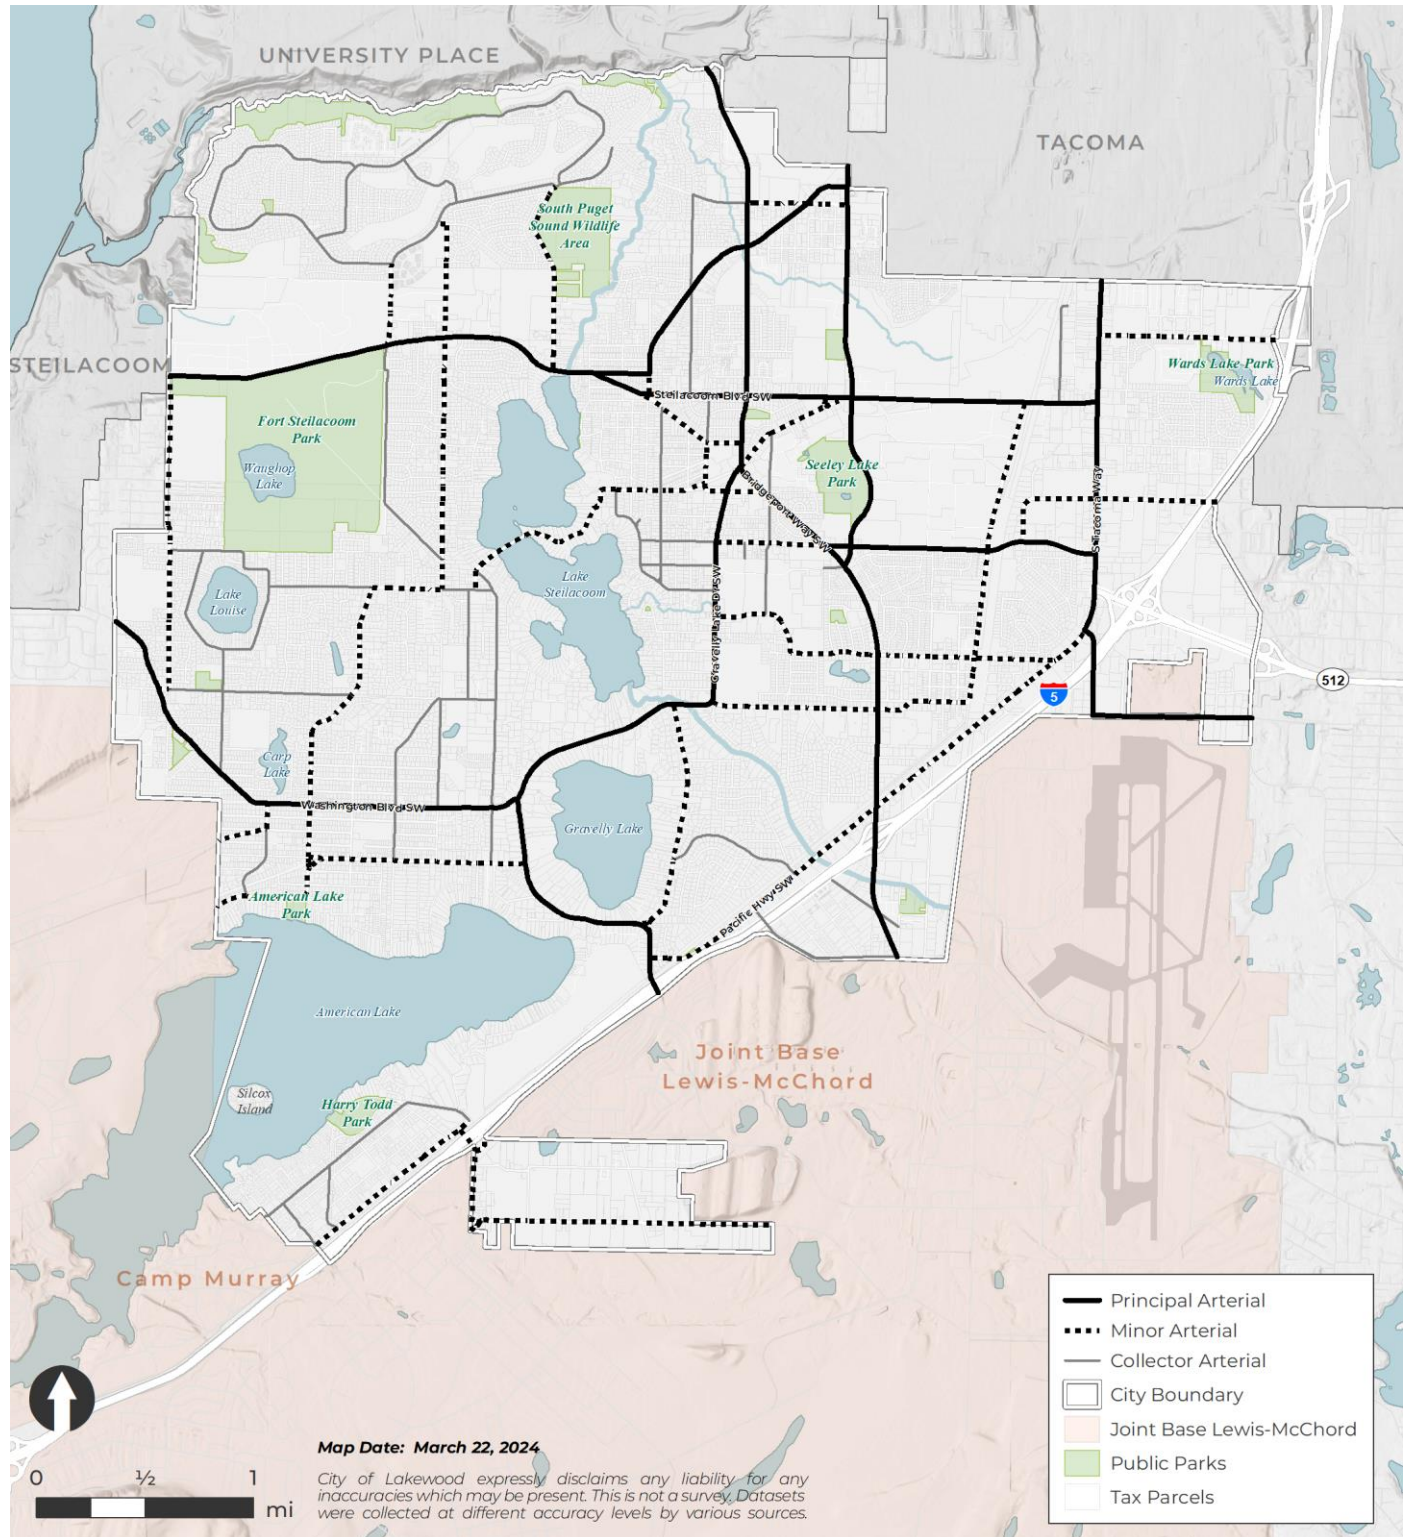 UNIVERSITY PLACE
TACOMA
South Puget
Sound Wildlife
Area
STEILACOOM
Wards Lake Park
Wards Lake
Steilacoom Blvd SW
Fort Steilacoom
Park
Waughop
Lake
Seeley Lake
Park
Bridgeport Way SW
S Tacoma Way
Lake
Steilacoom
Lake
Louise
Gravelly Lake Dr SW
512
5
Carp
Lake
Washington Blvd SW
Gravelly Lake
American Lake
Park
Pacific Hwy SW
American Lake
Joint Base
Lewis-McChord
Silcox
Island
Harry Todd
Park
Camp Murray
Principal Arterial
Minor Arterial
Collector Arterial
City Boundary
Joint Base Lewis-McChord
Public Parks
Tax Parcels
Map Date: March 22, 2024
0 ½ 1
mi
City of Lakewood expressly disclaims any liability for any
inaccuracies which may be present. This is not a survey. Datasets
were collected at different accuracy levels by various sources.